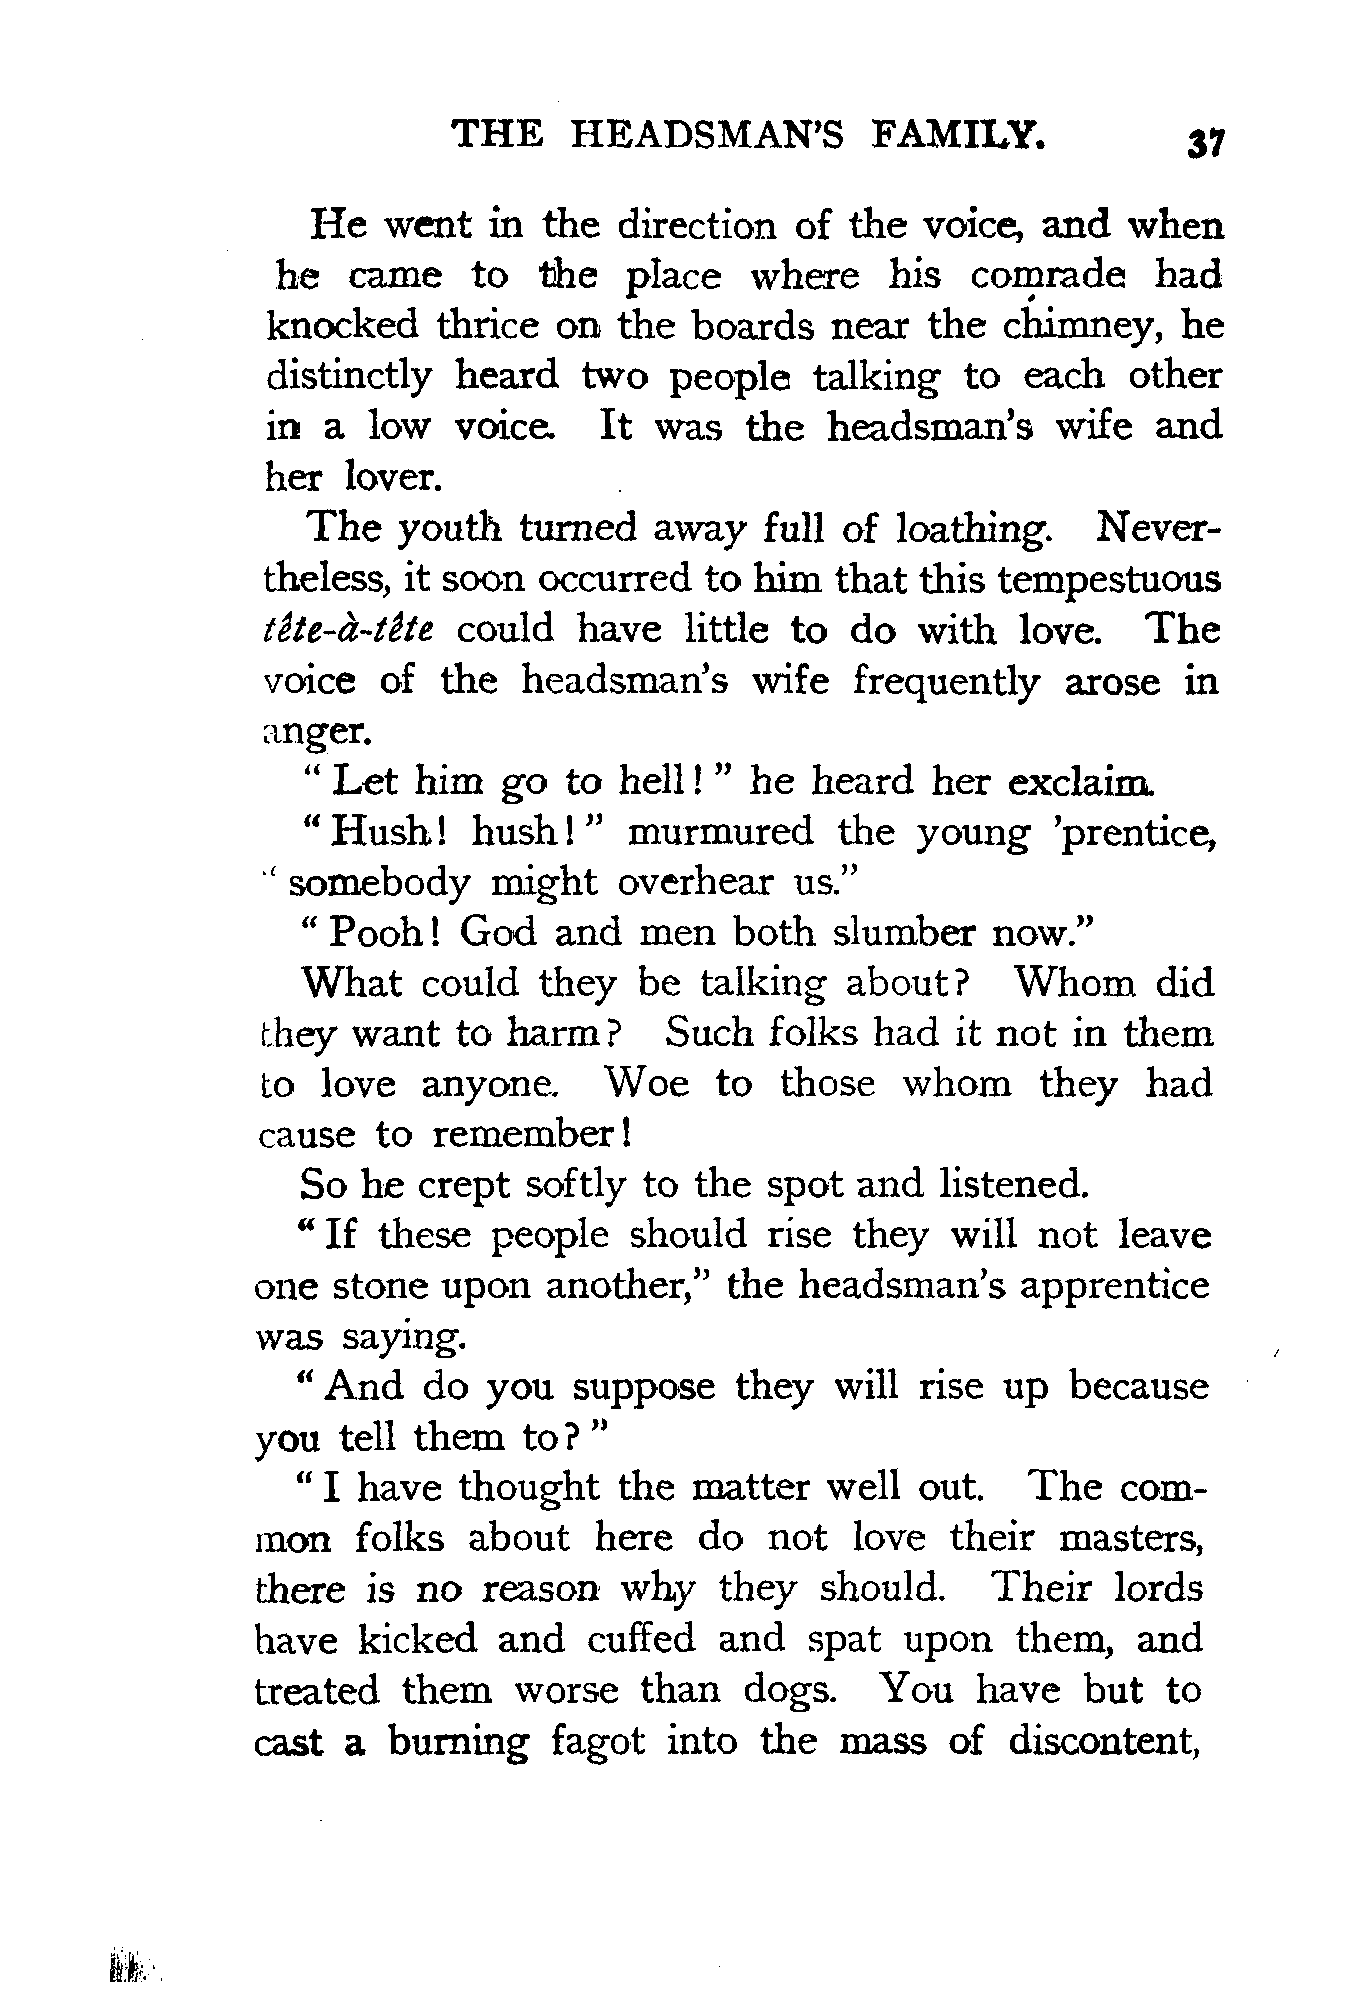 THE HEADSMAN'S FAMILY. 37
He went in the direction of the voice, and when
he came to the place where his comrade had
knocked thrice on the boards near the chimney, he
distinctly heard two people talking to each other
in a low voice. It was the headsman's wife and
her lover.
The youth turned away full of loathing. Never-
theless, it soon occurred to him that this tempestuous
tête-à-tête could have little to do with love. The
voice of the headsman's wife frequently arose in
anger.
“ Let him go to hell! ” he heard her exclaim.
“ Hush! hush! ” murmured the young 'prentice,
“ somebody might overhear us.”
“ Pooh! God and men both slumber now.”
What could they be talking about? Whom did
they want to harm? Such folks had it not in them
to love anyone. Woe to those whom they had
cause to remember!
So he crept softly to the spot and listened.
“ If these people should rise they will not leave
one stone upon another,” the headsman's apprentice
was saying.
“ And do you suppose they will rise up because
you tell them to? ”
“ I have thought the matter well out. The com-
mon folks about here do not love their masters,
there is no reason why they should. Their lords
have kicked and cuffed and spat upon them, and
treated them worse than dogs. You have but to
cast a burning fagot into the mass of discontent,